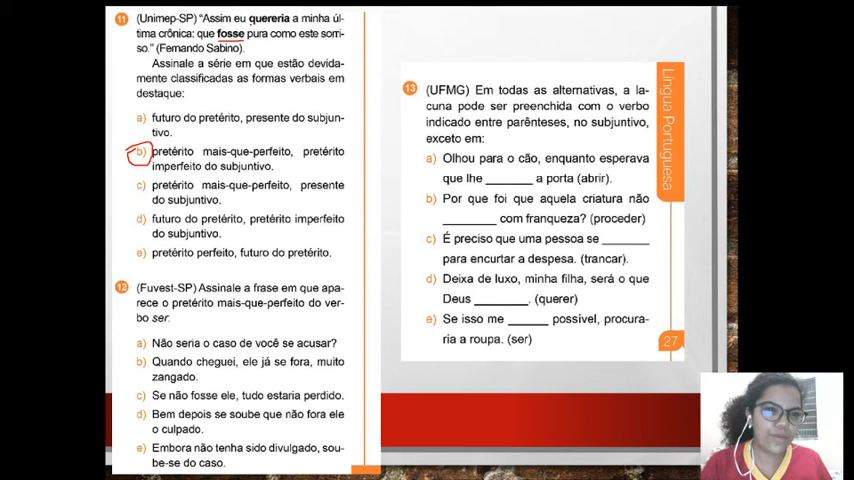 11 (Unimep-SP) “Assim eu quereria a minha úl-
tima crônica: que fosse pura como este sorri-
so.” (Fernando Sabino).
Assinale a série em que estão devida-
mente classificadas as formas verbais em
destaque:
a) futuro do pretérito, presente do subjun-
tivo.
b) pretérito mais-que-perfeito, pretérito
imperfeito do subjuntivo.
c) pretérito mais-que-perfeito, presente
do subjuntivo.
d) futuro do pretérito, pretérito imperfeito
do subjuntivo.
e) pretérito perfeito, futuro do pretérito.
12 (Fuvest-SP) Assinale a frase em que apa-
rece o pretérito mais-que-perfeito do ver-
bo ser:
a) Não seria o caso de você se acusar?
b) Quando cheguei, ele já se fora, muito
zangado.
c) Se não fosse ele, tudo estaria perdido.
d) Bem depois se soube que não fora ele
o culpado.
e) Embora não tenha sido divulgado, sou-
be-se do caso.
13 (UFMG) Em todas as alternativas, a la-
cuna pode ser preenchida com o verbo
indicado entre parênteses, no subjuntivo,
exceto em:
a) Olhou para o cão, enquanto esperava
que lhe _______ a porta (abrir).
b) Por que foi que aquela criatura não
________ com franqueza? (proceder)
c) É preciso que uma pessoa se _______
para encurtar a despesa. (trancar).
d) Deixa de luxo, minha filha, será o que
Deus ________. (querer)
e) Se isso me ______ possível, procura-
ria a roupa. (ser)
Língua Portuguesa
27